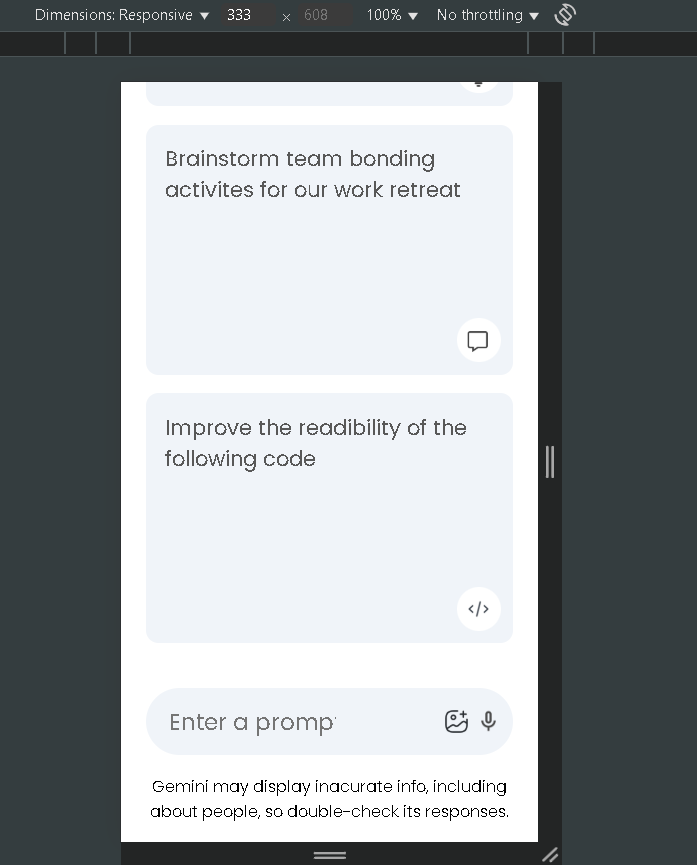 Dimensions: Responsive ▼ 333 × 608 100% ▼ No throttling ▼
Brainstorm team bonding
activites for our work retreat
Improve the readibility of the
following code
</>
Enter a promp
Gemini may display inacurate info, including
about people, so double-check its responses.